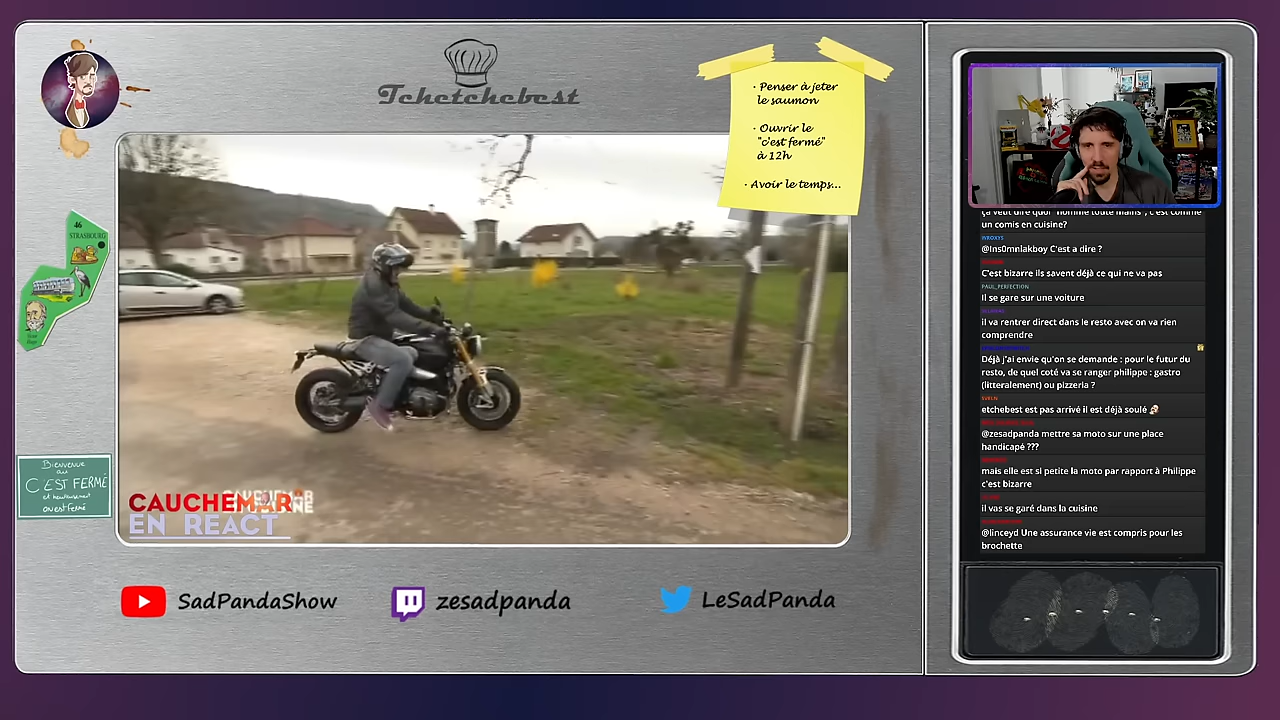 Tchetchebest
· Penser à jeter
le saumon
· Ouvrir le
"c'est fermé"
à 12h
· Avoir le temps...
46
STRASBOURG
Bienvenue
au
C'EST FERMÉ
et heureusement
on est fermé
CAUCHEMAR
EN REACT
SadPandaShow
zesadpanda
LeSadPanda
ça veut dire quoi "homme toute mains", c'est comme
un comis en cuisine?
WROXYS
@Ins0mnlakboy C'est a dire ?
C'est bizarre ils savent déjà ce qui ne va pas
PAUL_PERFECTION
Il se gare sur une voiture
il va rentrer direct dans le resto avec on va rien
comprendre
Déjà j'ai envie qu'on se demande : pour le futur du
resto, de quel coté va se ranger philippe : gastro
(litteralement) ou pizzeria ?
etchebest est pas arrivé il est déjà soulé
@zesadpanda mettre sa moto sur une place
handicapé ???
mais elle est si petite la moto par rapport à Philippe
c'est bizarre
il vas se garé dans la cuisine
@linceyd Une assurance vie est compris pour les
brochette